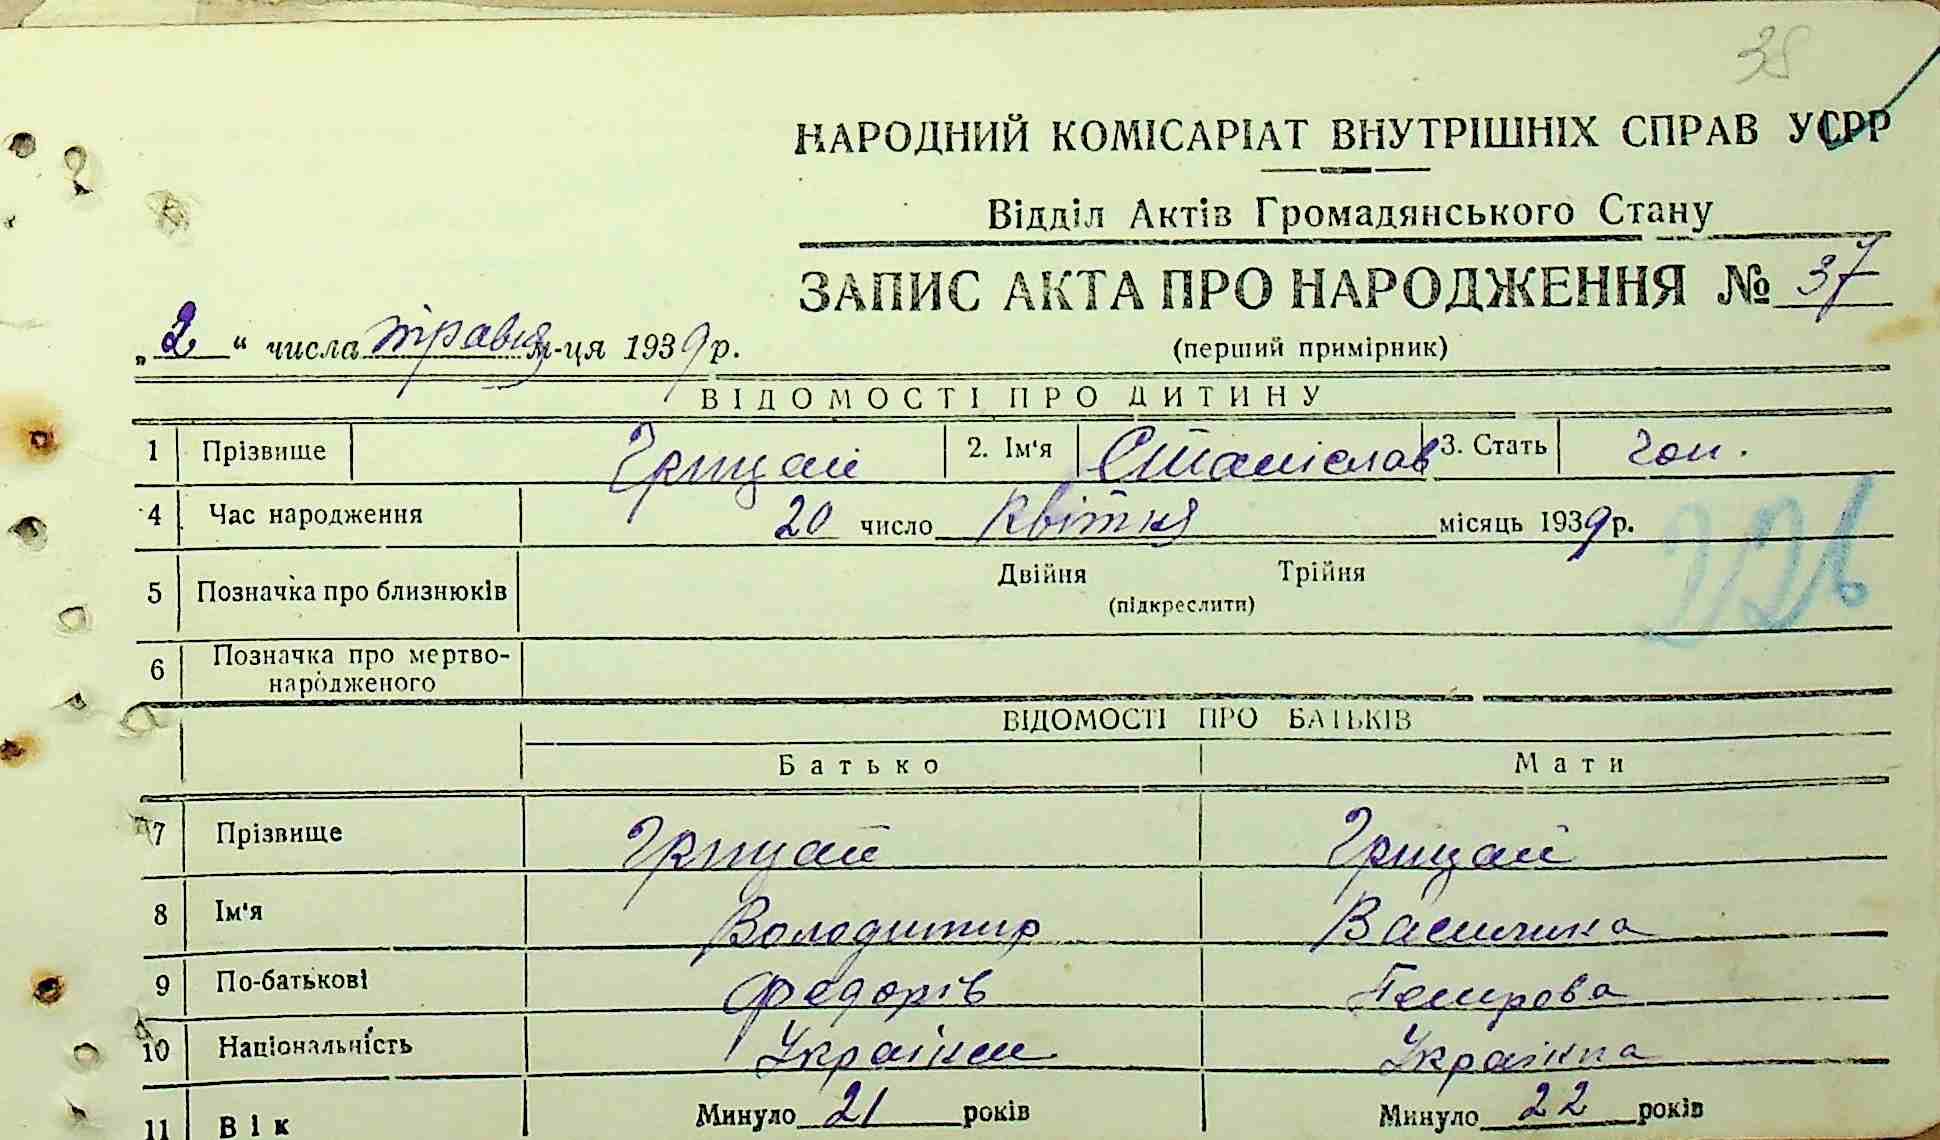 38
НАРОДНИЙ КОМІСАРІАТ ВНУТРІШНІХ СПРАВ УСРР
Відділ Актів Громадянського Стану
ЗАПИС АКТА ПРО НАРОДЖЕННЯ № 37
„2“ числа травня м-ця 1939 р.
(перший примірник)
ВІДОМОСТІ ПРО ДИТИНУ
1 Прізвище Грицай 2. Ім'я Станіслав 3. Стать чол.
4 Час народження 20 число квітня місяць 1939 р.
5 Позначка про близнюків Двійня Трійня
(підкреслити)
6 Позначка про мертво-
народженого
ВІДОМОСТІ ПРО БАТЬКІВ
Батько Мати
7 Прізвище Грицай Грицай
8 Ім'я Володимир Василина
9 По-батькові Федорів Петрова
10 Національність Українец Українка
11 Вік Минуло 21 років Минуло 22 років